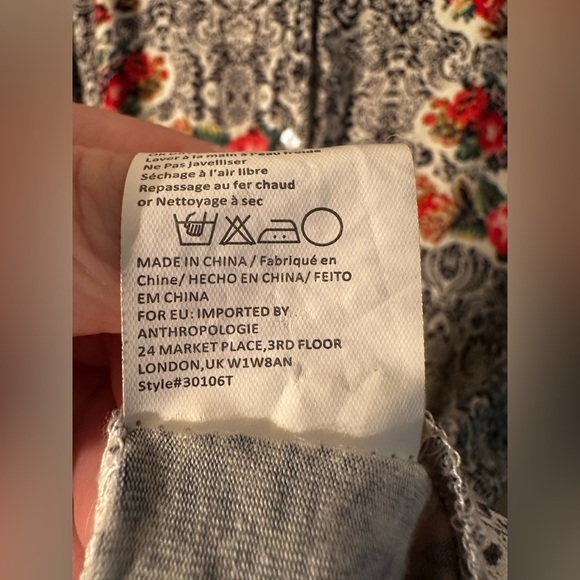 Laver à la main à l'eau froide
Ne Pas javelliser
Séchage à l'air libre
Repassage au fer chaud
or Nettoyage à sec
MADE IN CHINA / Fabriqué en
Chine/ HECHO EN CHINA/ FEITO
EM CHINA
FOR EU: IMPORTED BY
ANTHROPOLOGIE
24 MARKET PLACE,3RD FLOOR
LONDON,UK W1W8AN
Style#30106T